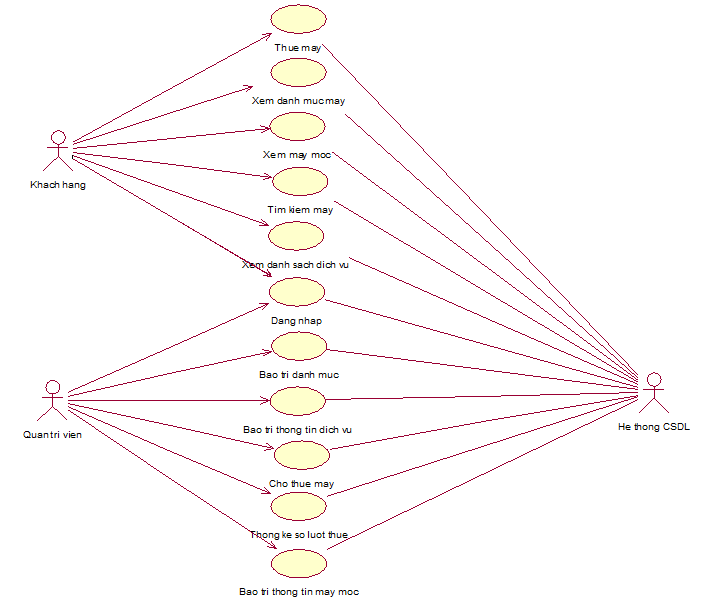 Thue may
Xem danh muc may
Xem may moc
Khach hang
Tim kiem may
Xem danh sach dich vu
Dang nhap
Bao tri danh muc
Bao tri thong tin dich vu
Quan tri vien
He thong CSDL
Cho thue may
Thong ke so luot thue
Bao tri thong tin may moc